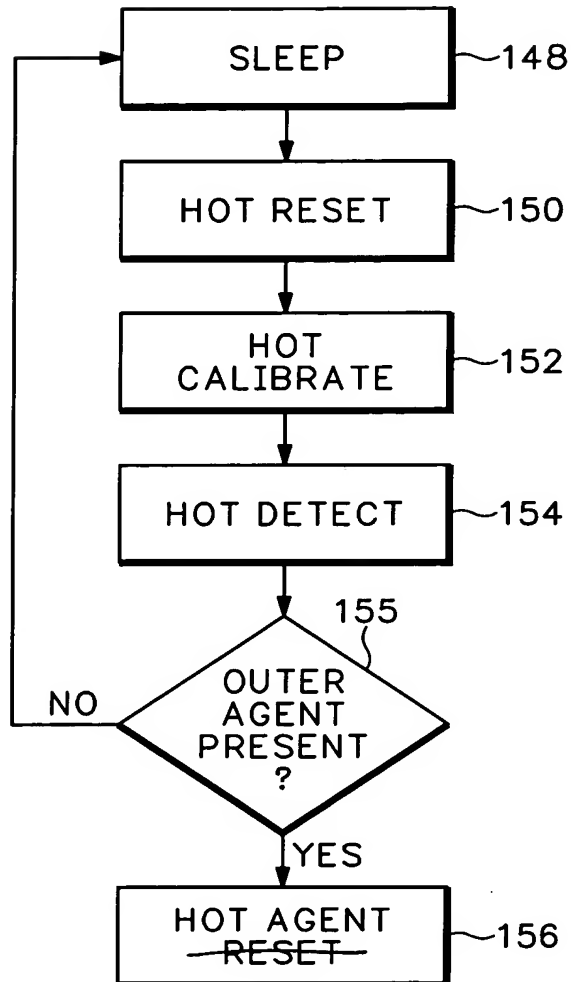 SLEEP
148
HOT RESET
150
HOT
CALIBRATE
152
HOT DETECT
154
155
OUTER
AGENT
PRESENT
?
NO
YES
HOT AGENT
RESET
156